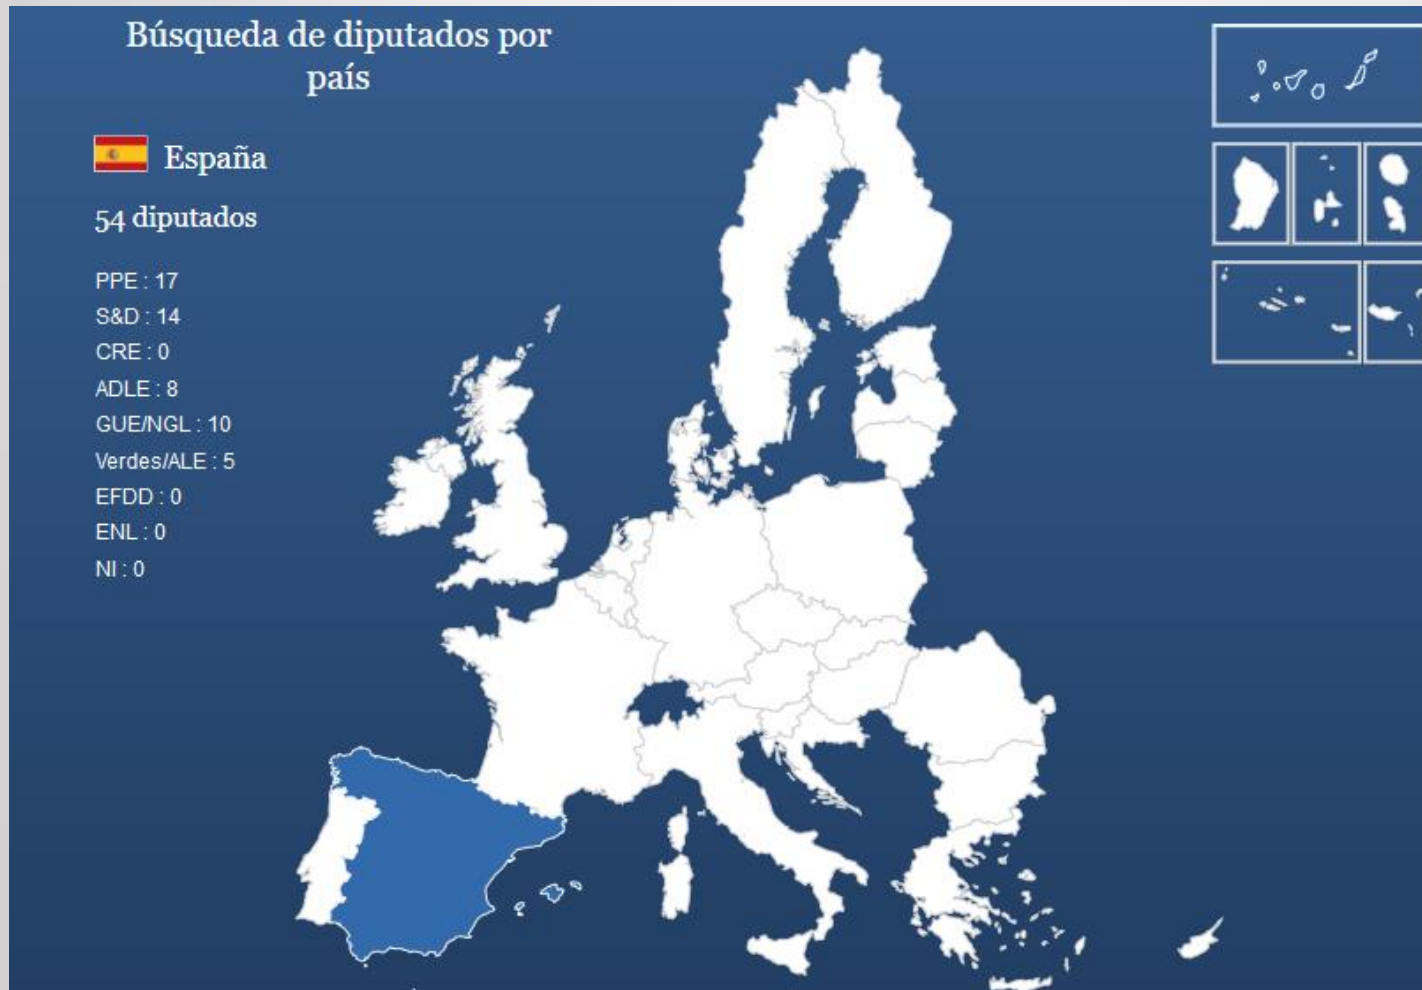 Búsqueda de diputados por
país
España
54 diputados
PPE : 17
S&D : 14
CRE : 0
ADLE : 8
GUE/NGL : 10
Verdes/ALE : 5
EFDD : 0
ENL : 0
NI : 0